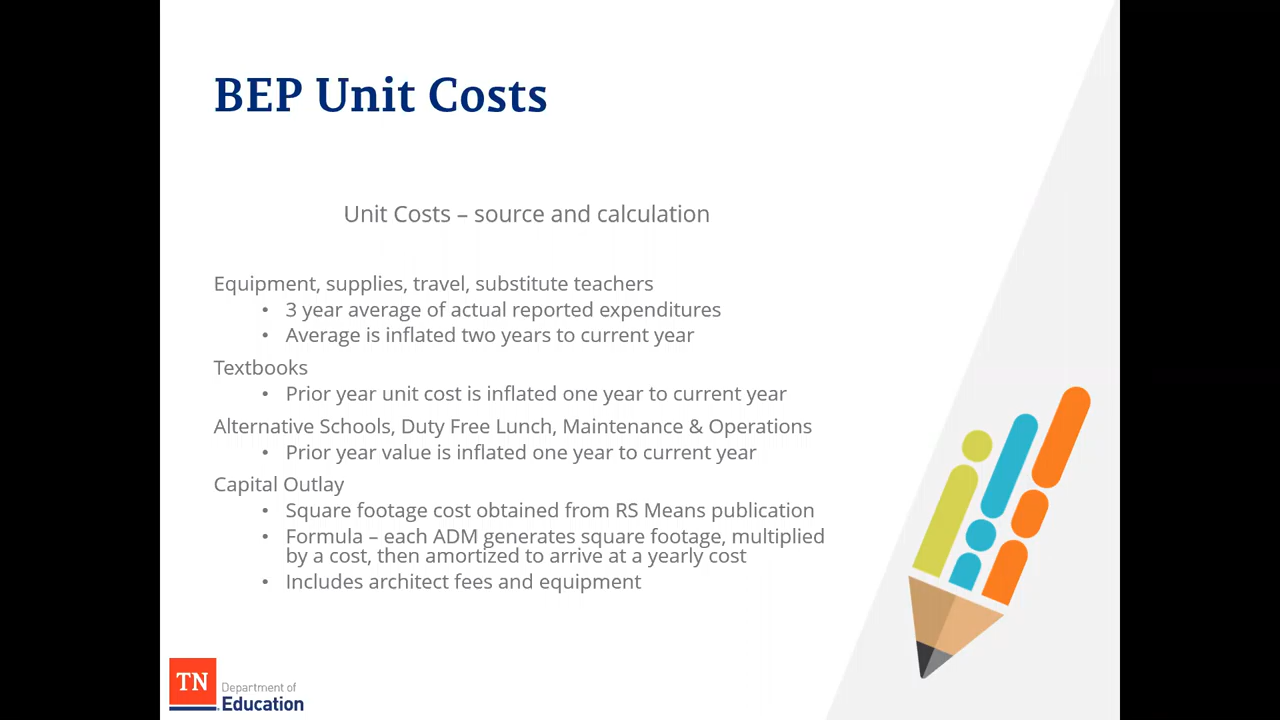 BEP Unit Costs
Unit Costs – source and calculation
Equipment, supplies, travel, substitute teachers
• 3 year average of actual reported expenditures
• Average is inflated two years to current year
Textbooks
• Prior year unit cost is inflated one year to current year
Alternative Schools, Duty Free Lunch, Maintenance & Operations
• Prior year value is inflated one year to current year
Capital Outlay
• Square footage cost obtained from RS Means publication
• Formula – each ADM generates square footage, multiplied
by a cost, then amortized to arrive at a yearly cost
• Includes architect fees and equipment
TN
Department of
Education